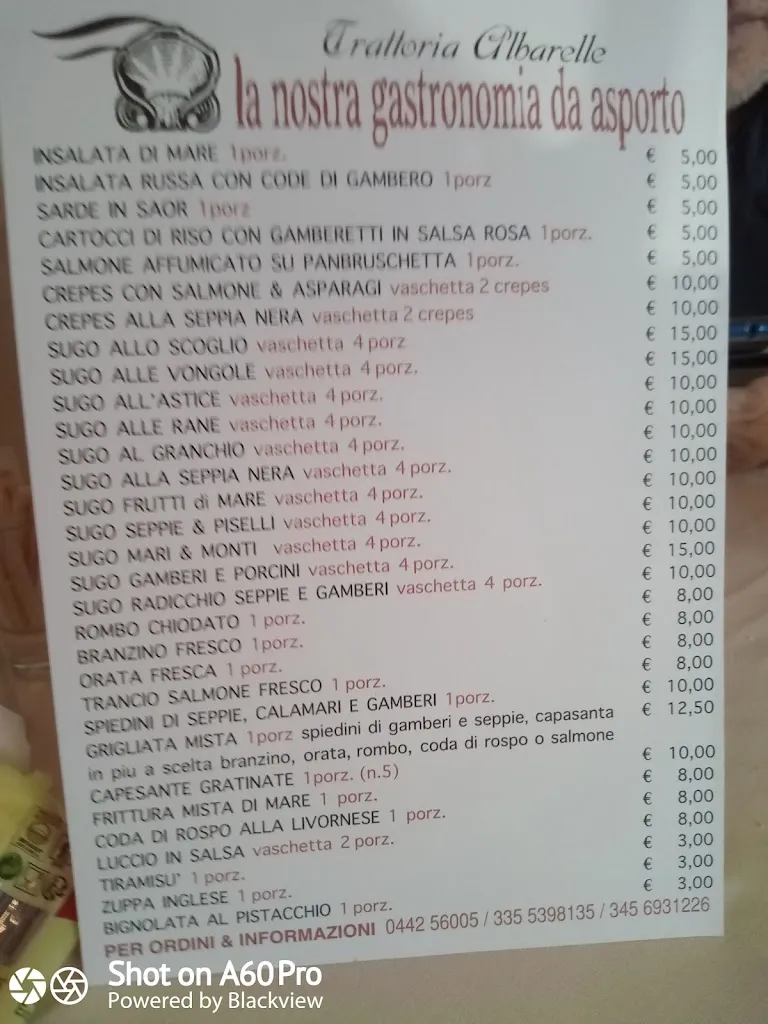 Trattoria Albarelle
la nostra gastronomia da asporto
INSALATA DI MARE 1porz. € 5,00
INSALATA RUSSA CON CODE DI GAMBERO 1porz € 5,00
SARDE IN SAOR 1porz € 5,00
CARTOCCI DI RISO CON GAMBERETTI IN SALSA ROSA 1porz. € 5,00
SALMONE AFFUMICATO SU PANBRUSCHETTA 1porz. € 5,00
CREPES CON SALMONE & ASPARAGI vaschetta 2 crepes € 10,00
CREPES ALLA SEPPIA NERA vaschetta 2 crepes € 10,00
SUGO ALLO SCOGLIO vaschetta 4 porz € 15,00
SUGO ALLE VONGOLE vaschetta 4 porz. € 15,00
SUGO ALL'ASTICE vaschetta 4 porz. € 10,00
SUGO ALLE RANE vaschetta 4 porz. € 10,00
SUGO AL GRANCHIO vaschetta 4 porz. € 10,00
SUGO ALLA SEPPIA NERA vaschetta 4 porz. € 10,00
SUGO FRUTTI di MARE vaschetta 4 porz. € 10,00
SUGO SEPPIE & PISELLI vaschetta 4 porz. € 10,00
SUGO MARI & MONTI vaschetta 4 porz. € 10,00
SUGO GAMBERI E PORCINI vaschetta 4 porz. € 15,00
SUGO RADICCHIO SEPPIE E GAMBERI vaschetta 4 porz. € 10,00
ROMBO CHIODATO 1 porz. € 8,00
BRANZINO FRESCO 1porz. € 8,00
ORATA FRESCA 1 porz. € 8,00
TRANCIO SALMONE FRESCO 1 porz. € 8,00
SPIEDINI DI SEPPIE, CALAMARI E GAMBERI 1porz. € 10,00
GRIGLIATA MISTA 1porz spiedini di gamberi e seppie, capasanta € 12,50
in piu a scelta branzino, orata, rombo, coda di rospo o salmone
CAPESANTE GRATINATE 1porz. (n.5) € 10,00
FRITTURA MISTA DI MARE 1 porz. € 8,00
CODA DI ROSPO ALLA LIVORNESE 1 porz. € 8,00
LUCCIO IN SALSA vaschetta 2 porz. € 8,00
TIRAMISU' 1 porz. € 3,00
ZUPPA INGLESE 1 porz. € 3,00
BIGNOLATA AL PISTACCHIO 1 porz. € 3,00
PER ORDINI & INFORMAZIONI 0442 56005 / 335 5398135 / 345 6931226
Shot on A60Pro
Powered by Blackview